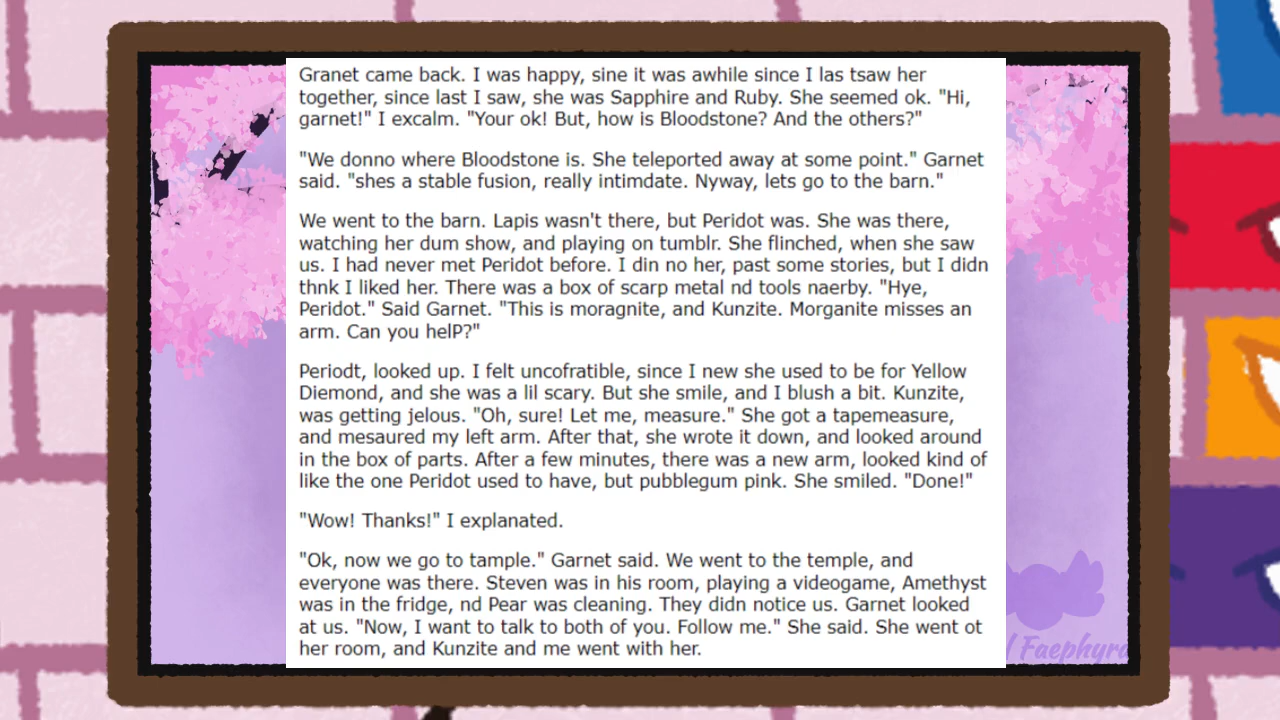 Granet came back. I was happy, sine it was awhile since I las tsaw her
together, since last I saw, she was Sapphire and Ruby. She seemed ok. "Hi,
garnet!" I excalm. "Your ok! But, how is Bloodstone? And the others?"
"We donno where Bloodstone is. She teleported away at some point." Garnet
said. "shes a stable fusion, really intimdate. Nyway, lets go to the barn."
We went to the barn. Lapis wasn't there, but Peridot was. She was there,
watching her dum show, and playing on tumblr. She flinched, when she saw
us. I had never met Peridot before. I din no her, past some stories, but I didn
thnk I liked her. There was a box of scarp metal nd tools naerby. "Hye,
Peridot." Said Garnet. "This is moragnite, and Kunzite. Morganite misses an
arm. Can you helP?"
Periodt, looked up. I felt uncofratible, since I new she used to be for Yellow
Diemond, and she was a lil scary. But she smile, and I blush a bit. Kunzite,
was getting jelous. "Oh, sure! Let me, measure." She got a tapemeasure,
and mesaured my left arm. After that, she wrote it down, and looked around
in the box of parts. After a few minutes, there was a new arm, looked kind of
like the one Peridot used to have, but pubblegum pink. She smiled. "Done!"
"Wow! Thanks!" I explanated.
"Ok, now we go to tample." Garnet said. We went to the temple, and
everyone was there. Steven was in his room, playing a videogame, Amethyst
was in the fridge, nd Pear was cleaning. They didn notice us. Garnet looked
at us. "Now, I want to talk to both of you. Follow me." She said. She went ot
her room, and Kunzite and me went with her.
Faephyra